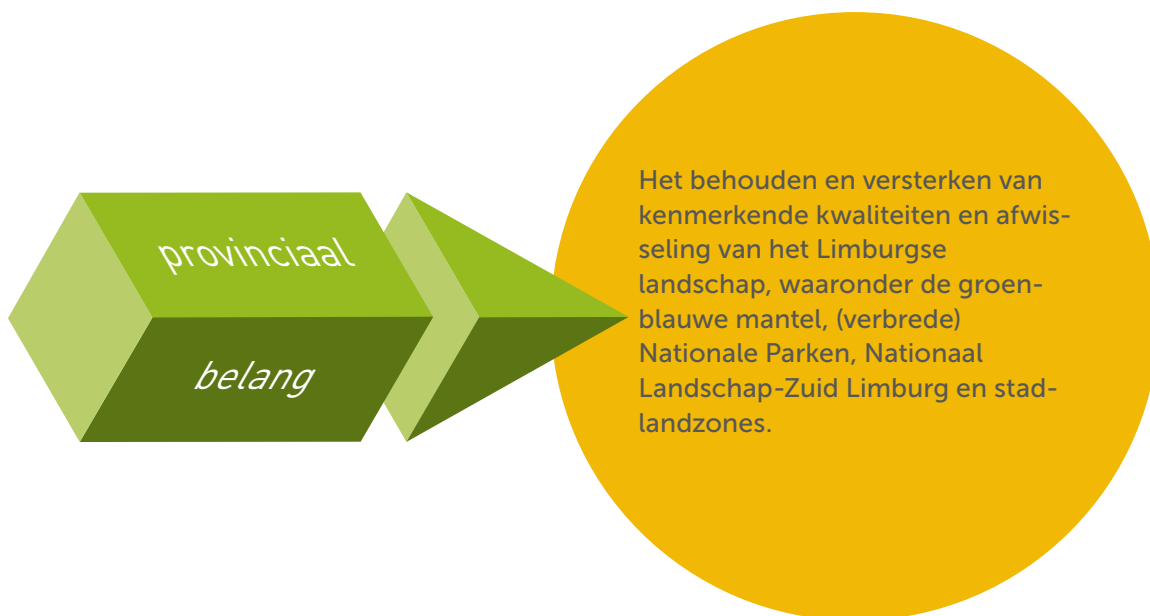 provinciaal
belang
Het behouden en versterken van
kenmerkende kwaliteiten en afwis-
seling van het Limburgse
landschap, waaronder de groen-
blauwe mantel, (verbrede)
Nationale Parken, Nationaal
Landschap-Zuid Limburg en stad-
landzones.